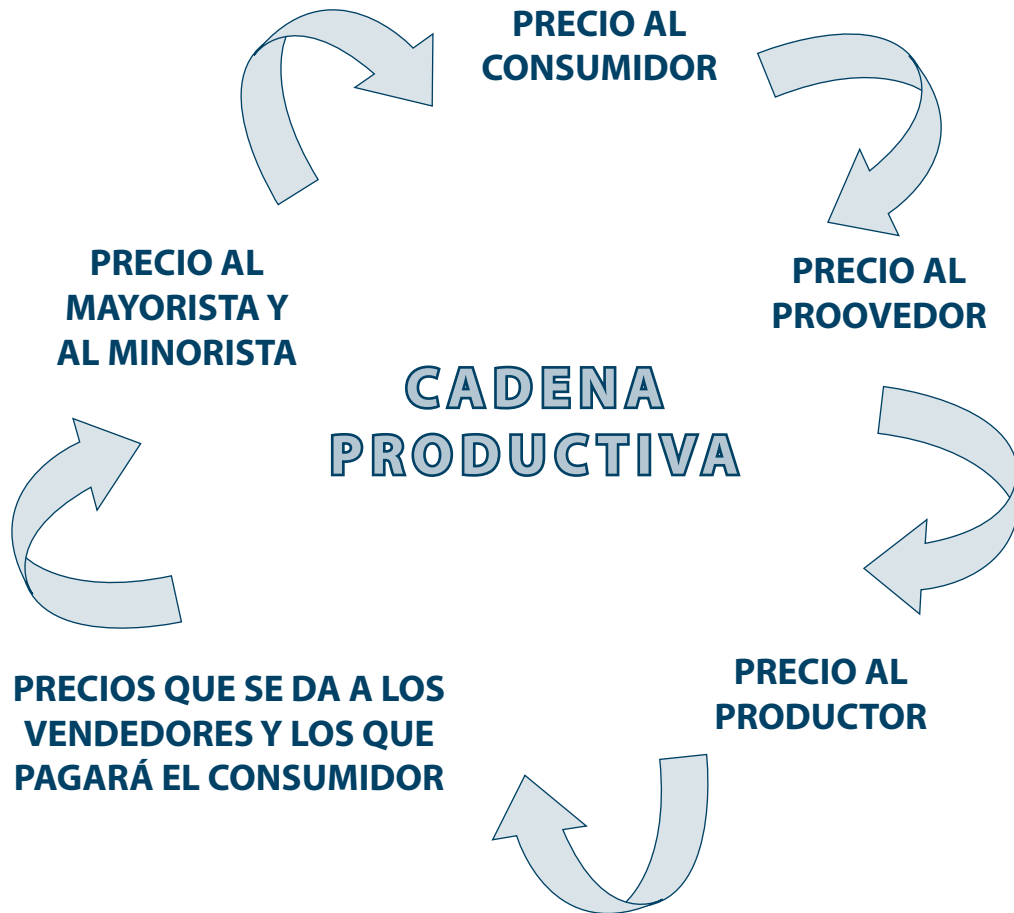 PRECIO AL
CONSUMIDOR
PRECIO AL
PROOVEDOR
PRECIO AL
PRODUCTOR
PRECIOS QUE SE DA A LOS
VENDEDORES Y LOS QUE
PAGARÁ EL CONSUMIDOR
PRECIO AL
MAYORISTA Y
AL MINORISTA
CADENA
PRODUCTIVA